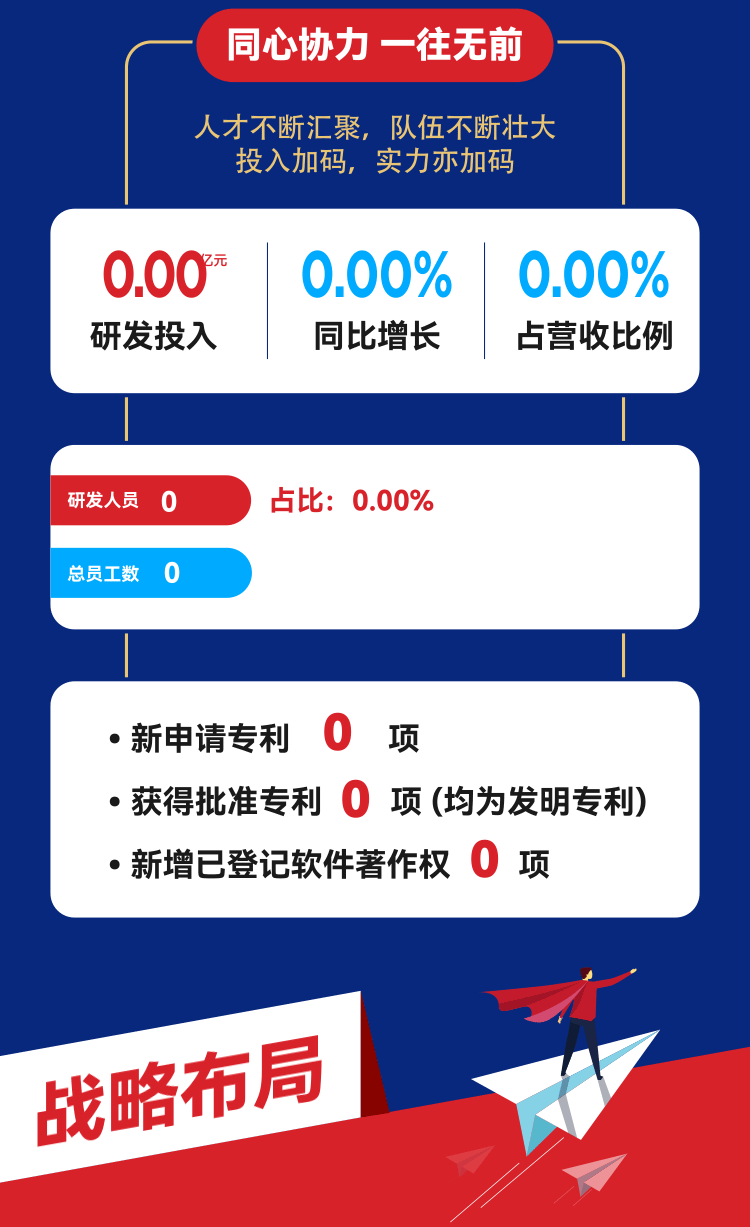 同心协力 一往无前
人才不断汇聚，队伍不断壮大
投入加码，实力亦加码
0.00亿元 0.00% 0.00%
研发投入 同比增长 占营收比例
研发人员 0 占比：0.00%
总员工数 0
• 新申请专利 0 项
• 获得批准专利 0 项 (均为发明专利)
• 新增已登记软件著作权 0 项
战略布局